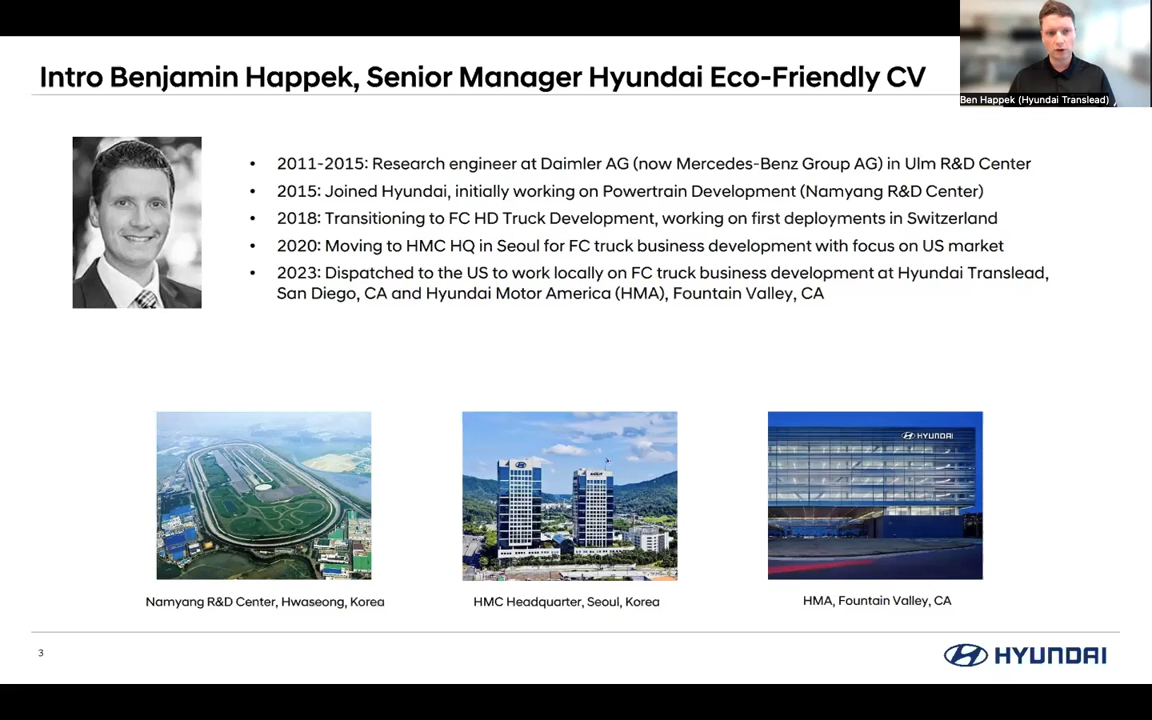 Intro Benjamin Happek, Senior Manager Hyundai Eco-Friendly CV
Ben Happek (Hyundai Translead)
• 2011-2015: Research engineer at Daimler AG (now Mercedes-Benz Group AG) in Ulm R&D Center
• 2015: Joined Hyundai, initially working on Powertrain Development (Namyang R&D Center)
• 2018: Transitioning to FC HD Truck Development, working on first deployments in Switzerland
• 2020: Moving to HMC HQ in Seoul for FC truck business development with focus on US market
• 2023: Dispatched to the US to work locally on FC truck business development at Hyundai Translead,
San Diego, CA and Hyundai Motor America (HMA), Fountain Valley, CA
HYUNDAI
Namyang R&D Center, Hwaseong, Korea
HMC Headquarter, Seoul, Korea
HMA, Fountain Valley, CA
3
HYUNDAI